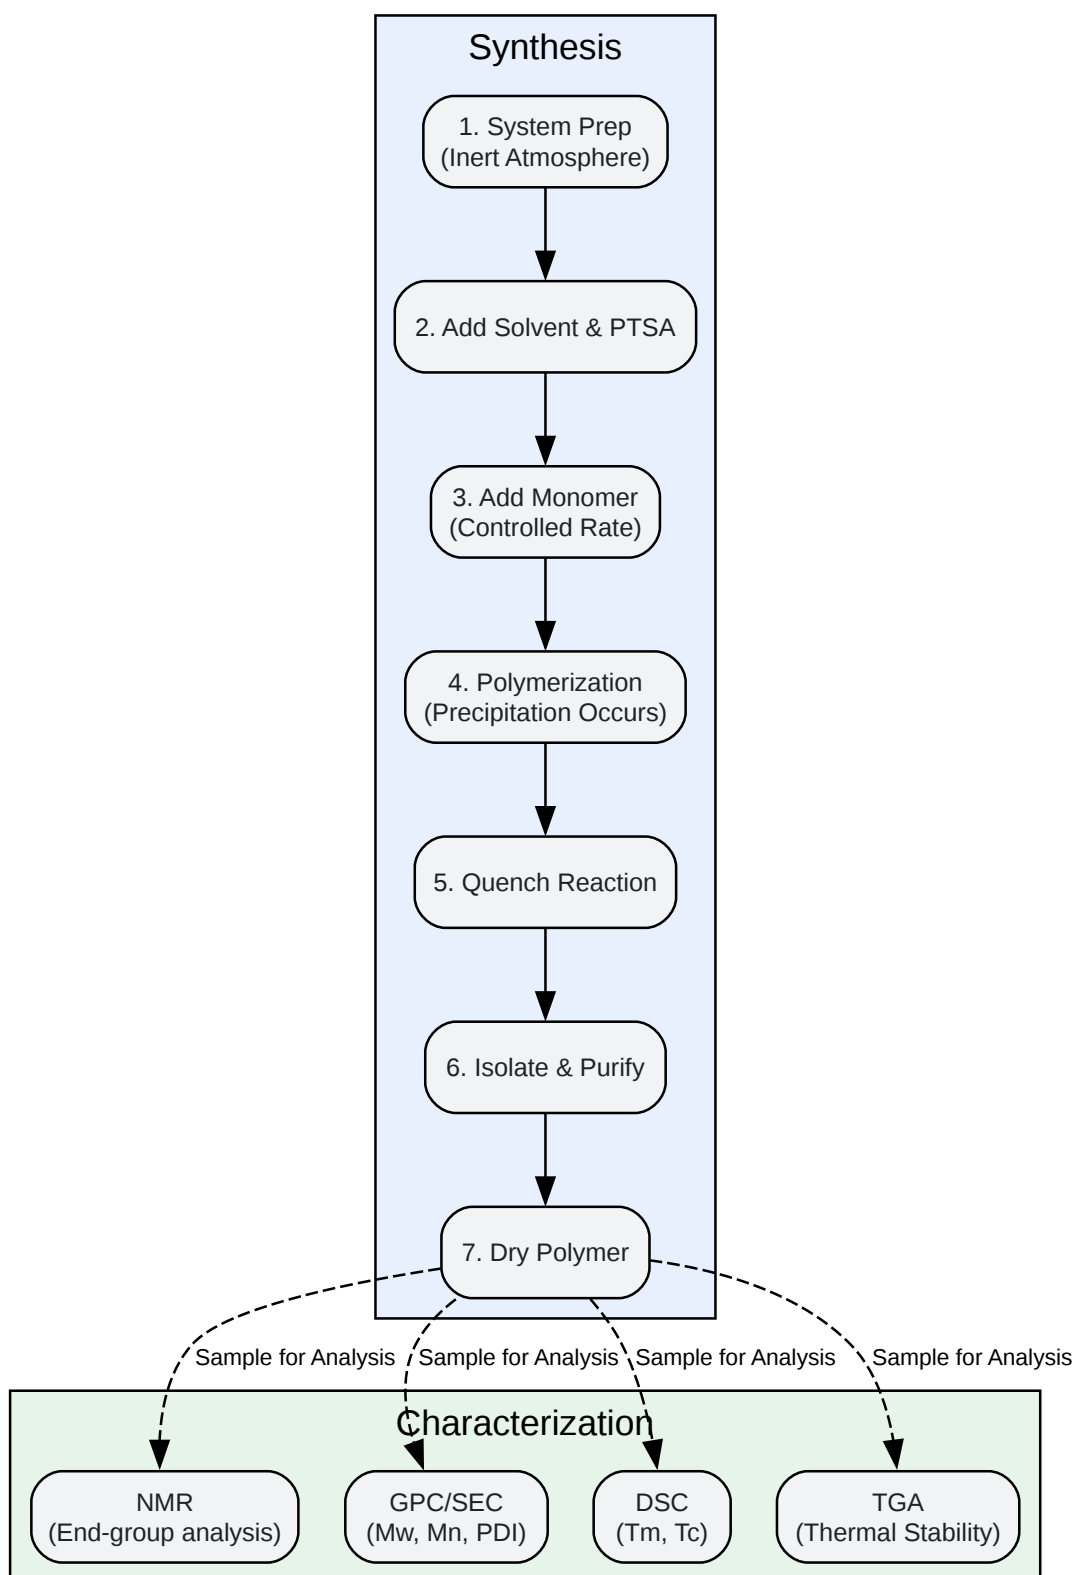 Synthesis
1. System Prep
(Inert Atmosphere)
2. Add Solvent & PTSA
3. Add Monomer
(Controlled Rate)
4. Polymerization
(Precipitation Occurs)
5. Quench Reaction
6. Isolate & Purify
7. Dry Polymer
Sample for Analysis
Sample for Analysis
Sample for Analysis
Sample for Analysis
Characterization
NMR
(End-group analysis)
GPC/SEC
(Mw, Mn, PDI)
DSC
(Tm, Tc)
TGA
(Thermal Stability)